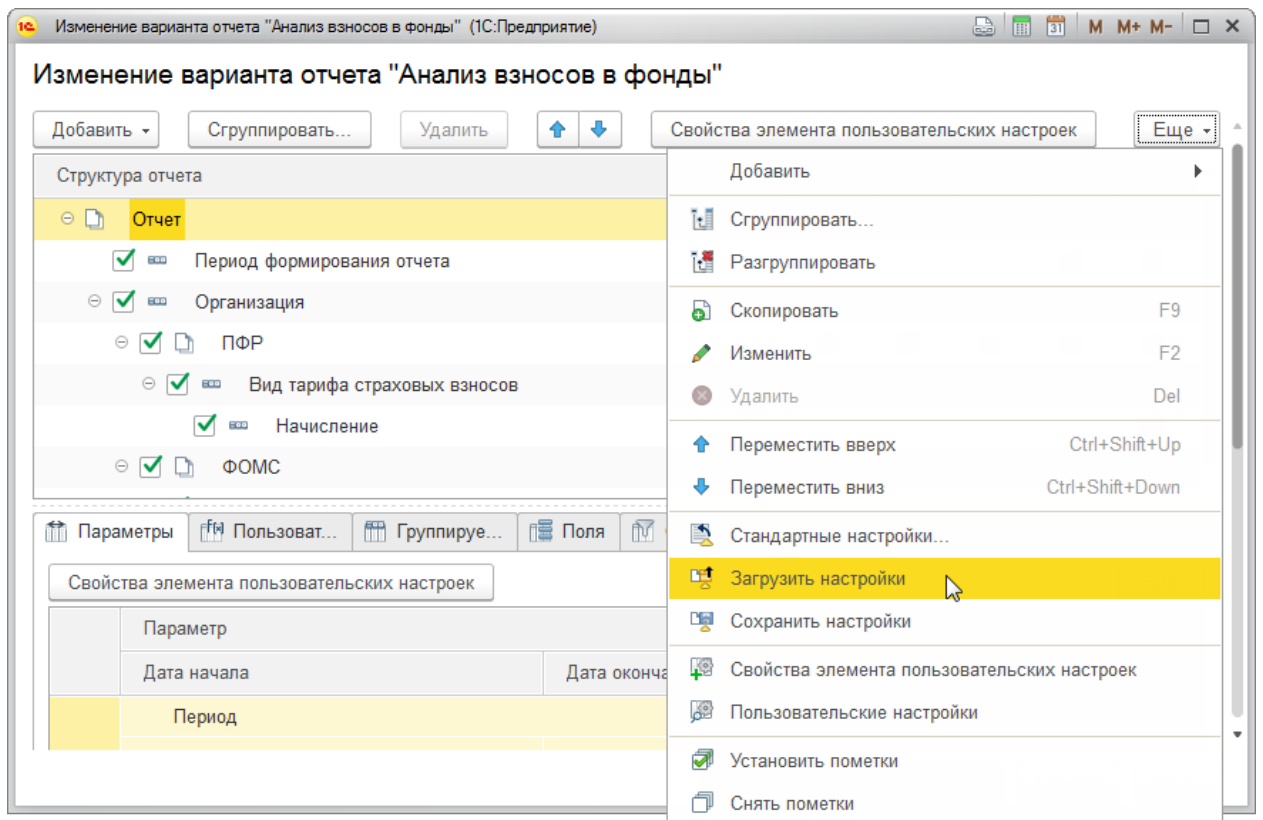 1С Изменение варианта отчета "Анализ взносов в фонды" (1С:Предприятие) 31 M M+ M-
Изменение варианта отчета "Анализ взносов в фонды"
Добавить Сгруппировать... Удалить Свойства элемента пользовательских настроек Еще
Структура отчета
Отчет
Период формирования отчета
Организация
ПФР
Вид тарифа страховых взносов
Начисление
ФОМС
Параметры Пользоват... Группируе... Поля
Свойства элемента пользовательских настроек
Параметр
Дата начала Дата оконча
Период
Добавить
Сгруппировать...
Разгруппировать
Скопировать F9
Изменить F2
Удалить Del
Переместить вверх Ctrl+Shift+Up
Переместить вниз Ctrl+Shift+Down
Стандартные настройки...
Загрузить настройки
Сохранить настройки
Свойства элемента пользовательских настроек
Пользовательские настройки
Установить пометки
Снять пометки